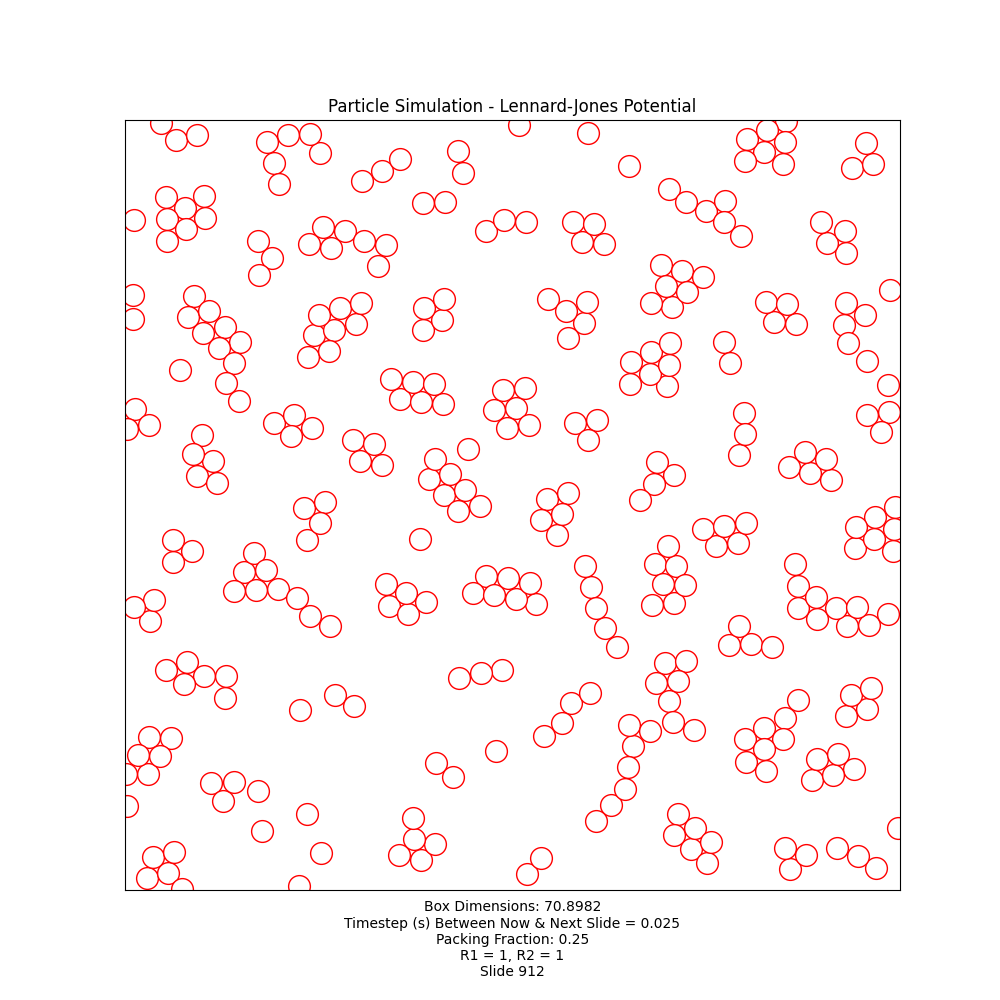 Particle Simulation - Lennard-Jones Potential
Box Dimensions: 70.8982
Timestep (s) Between Now & Next Slide = 0.025
Packing Fraction: 0.25
R1 = 1, R2 = 1
Slide 912